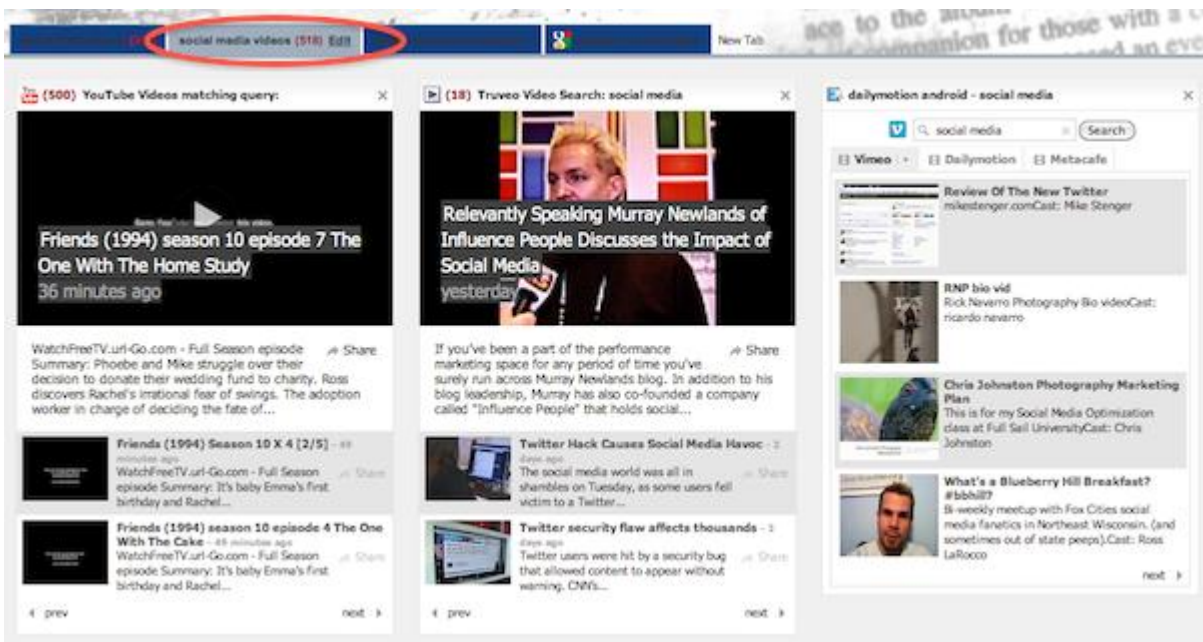 ace to the
companion for those with a
an eve
social media videos (518) Edit
New Tab
(500) YouTube Videos matching query:
Friends (1994) season 10 episode 7 The
One With The Home Study
36 minutes ago
WatchFreeTV.url-Go.com - Full Season episode
Share
Summary: Phoebe and Mike struggle over their
decision to donate their wedding fund to charity. Ross
discovers Rachel's irrational fear of swings. The adoption
worker in charge of deciding the fate of...
Friends (1994) Season 10 X 4 [2/5] - 49
minutes ago
WatchFreeTV.url-Go.com - Full Season
Share
episode Summary: It's baby Emma's first
birthday and Rachel...
Friends (1994) season 10 episode 4 The One
With The Cake - 49 minutes ago
WatchFreeTV.url-Go.com - Full Season
Share
episode Summary: It's baby Emma's first
birthday and Rachel...
prev
next
(18) Truveo Video Search: social media
Relevantly Speaking Murray Newlands of
Influence People Discusses the Impact of
Social Media
yesterday
If you've been a part of the performance
Share
marketing space for any period of time you've
surely run across Murray Newlands blog. In addition to his
blog leadership, Murray has also co-founded a company
called "Influence People" that holds social...
Twitter Hack Causes Social Media Havoc - 2
days ago
The social media world was all in
Share
shambles on Tuesday, as some users fell
victim to a Twitter...
Twitter security flaw affects thousands -
days ago
Twitter users were hit by a security bug
Share
that allowed content to appear without
warning. CNN's...
prev
next
dailymotion android - social media
social media
Search
Vimeo
Dailymotion
Metacafe
Review Of The New Twitter
mikestenger.comCast: Mike Stenger
RNP bio vid
Rick Navarro Photography Bio videoCast:
ricardo navarro
Chris Johnston Photography Marketing
Plan
This is for my Social Media Optimization
class at Full Sail UniversityCast: Chris
Johnston
What's a Blueberry Hill Breakfast?
#bbhill?
Bi-weekly meetup with Fox Cities social
media fanatics in Northeast Wisconsin. (and
sometimes out of state peeps).Cast: Ross
LaRocco
next